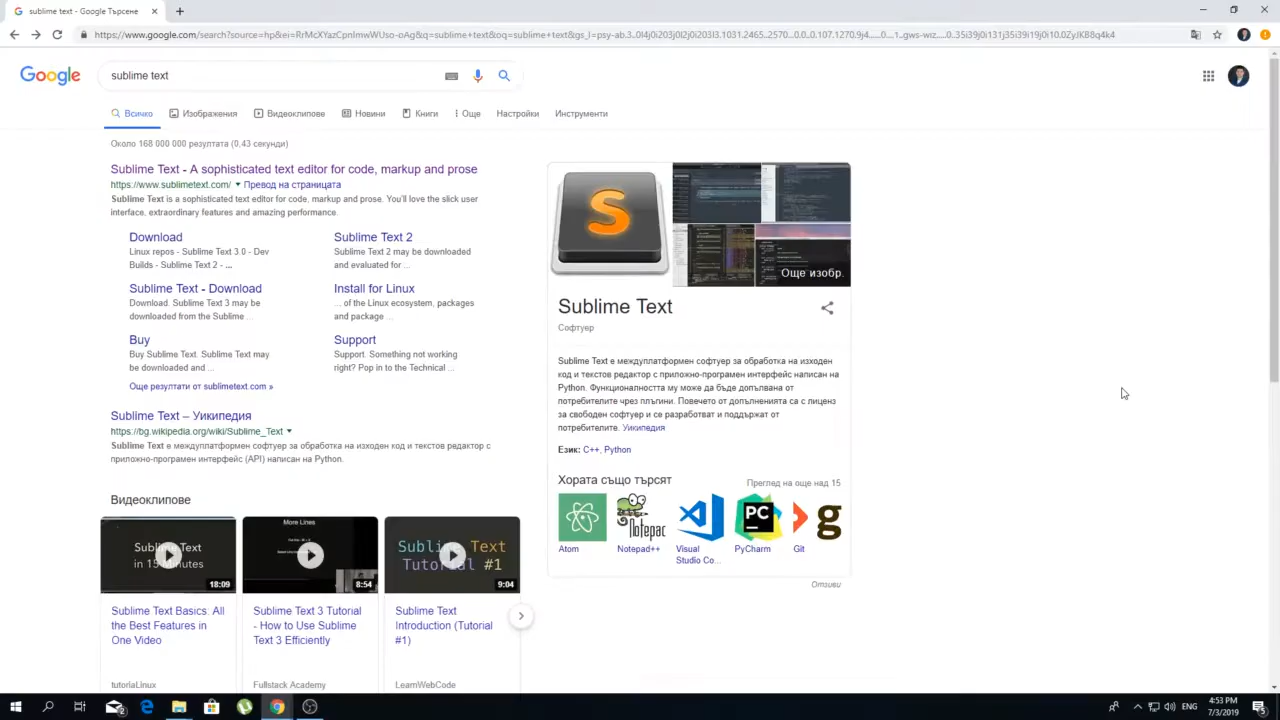 sublime text - Google Търсене
https://www.google.com/search?source=hp&ei=RrMcXYazCpnImwWUso-oAg&q=sublime+text&oq=sublime+text&gs_l=psy-ab.3..0l4j0i203j0l2j0i203l3.1031.2465..2570...0.0..0.107.1270.9j4......0....1..gws-wiz.....0..35i39j0i131j35i39i19j0i10.0ZyJKB8q4k4
Google
sublime text
Всичко Изображения Видеоклипове Новини Книги Още Настройки Инструменти
Около 168 000 000 резултата (0,43 секунди)
Sublime Text - A sophisticated text editor for code, markup and prose
https://www.sublimetext.com/ Превод на страницата
Sublime Text is a sophisticated text editor for code, markup and prose. You'll love the slick user
interface, extraordinary features and amazing performance.
Download
Linux repos - Sublime Text 3.0 - Dev
Builds - Sublime Text 2 - ...
Sublime Text 2
Sublime Text 2 may be downloaded
and evaluated for ...
Sublime Text - Download
Download. Sublime Text 3 may be
downloaded from the Sublime ...
Install for Linux
... of the Linux ecosystem, packages
and package ...
Buy
Buy Sublime Text. Sublime Text may
be downloaded and ...
Support
Support. Something not working
right? Pop in to the Technical ...
Още резултати от sublimetext.com »
Sublime Text – Уикипедия
https://bg.wikipedia.org/wiki/Sublime_Text
Sublime Text е междуплатформен софтуер за обработка на изходен код и текстов редактор с
приложно-програмен интерфейс (API) написан на Python.
Видеоклипове
Sublime Text
in 15 Minutes
18:09
Sublime Text Basics: All
the Best Features in
One Video
tutoriaLinux
More Lines
8:54
Sublime Text 3 Tutorial
- How to Use Sublime
Text 3 Efficiently
Fullstack Academy
Sublime Text
Tutorial #1
9:04
Sublime Text
Introduction (Tutorial
#1)
LearnWebCode
S
Още изобр.
Sublime Text
Софтуер
Sublime Text е междуплатформен софтуер за обработка на изходен
код и текстов редактор с приложно-програмен интерфейс написан на
Python. Функционалността му може да бъде допълвана от
потребителите чрез плъгини. Повечето от допълненията са с лиценз
за свободен софтуер и се разработват и поддържат от
потребителите. Уикипедия
Език: C++, Python
Хората също търсят
Преглед на още над 15
Notepad
PC
g
Atom
Notepad++
Visual
Studio Co...
PyCharm
Git
Отзиви
2
ENG
4:53 PM
7/3/2019
5